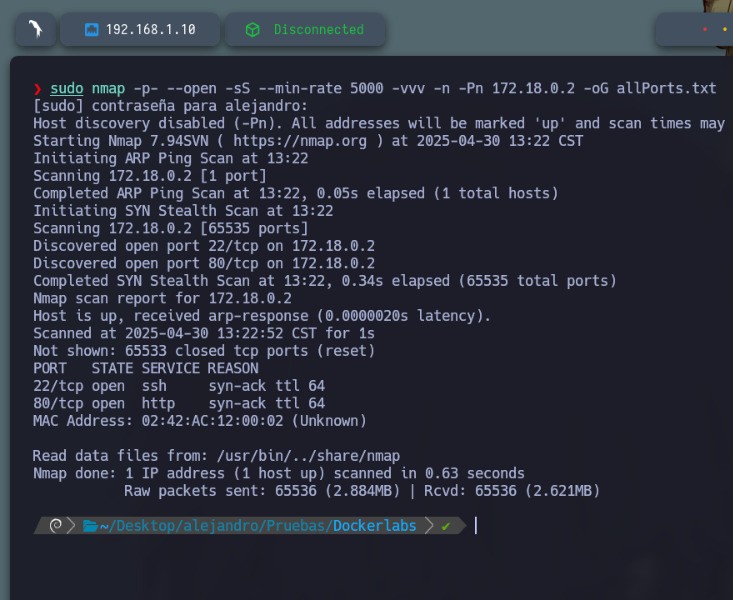 192.168.1.10
Disconnected
❯ sudo nmap -p- --open -sS --min-rate 5000 -vvv -n -Pn 172.18.0.2 -oG allPorts.txt
[sudo] contraseña para alejandro:
Host discovery disabled (-Pn). All addresses will be marked 'up' and scan times may
Starting Nmap 7.94SVN ( https://nmap.org ) at 2025-04-30 13:22 CST
Initiating ARP Ping Scan at 13:22
Scanning 172.18.0.2 [1 port]
Completed ARP Ping Scan at 13:22, 0.05s elapsed (1 total hosts)
Initiating SYN Stealth Scan at 13:22
Scanning 172.18.0.2 [65535 ports]
Discovered open port 22/tcp on 172.18.0.2
Discovered open port 80/tcp on 172.18.0.2
Completed SYN Stealth Scan at 13:22, 0.34s elapsed (65535 total ports)
Nmap scan report for 172.18.0.2
Host is up, received arp-response (0.0000020s latency).
Scanned at 2025-04-30 13:22:52 CST for 1s
Not shown: 65533 closed tcp ports (reset)
PORT   STATE SERVICE REASON
22/tcp open  ssh     syn-ack ttl 64
80/tcp open  http    syn-ack ttl 64
MAC Address: 02:42:AC:12:00:02 (Unknown)
Read data files from: /usr/bin/../share/nmap
Nmap done: 1 IP address (1 host up) scanned in 0.63 seconds
Raw packets sent: 65536 (2.884MB) | Rcvd: 65536 (2.621MB)
~/Desktop/alejandro/Pruebas/Dockerlabs ✔